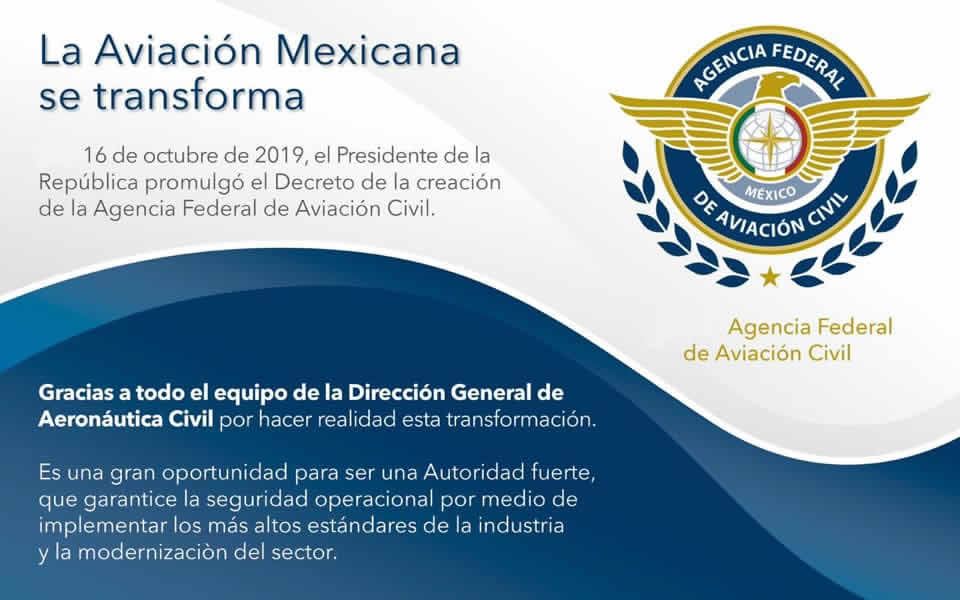 La Aviación Mexicana
se transforma
16 de octubre de 2019, el Presidente de la
República promulgó el Decreto de la creación
de la Agencia Federal de Aviación Civil.
AGENCIA FEDERAL
MÉXICO
DE AVIACIÓN CIVIL
Agencia Federal
de Aviación Civil
Gracias a todo el equipo de la Dirección General de
Aeronáutica Civil por hacer realidad esta transformación.
Es una gran oportunidad para ser una Autoridad fuerte,
que garantice la seguridad operacional por medio de
implementar los más altos estándares de la industria
y la modernizaciòn del sector.